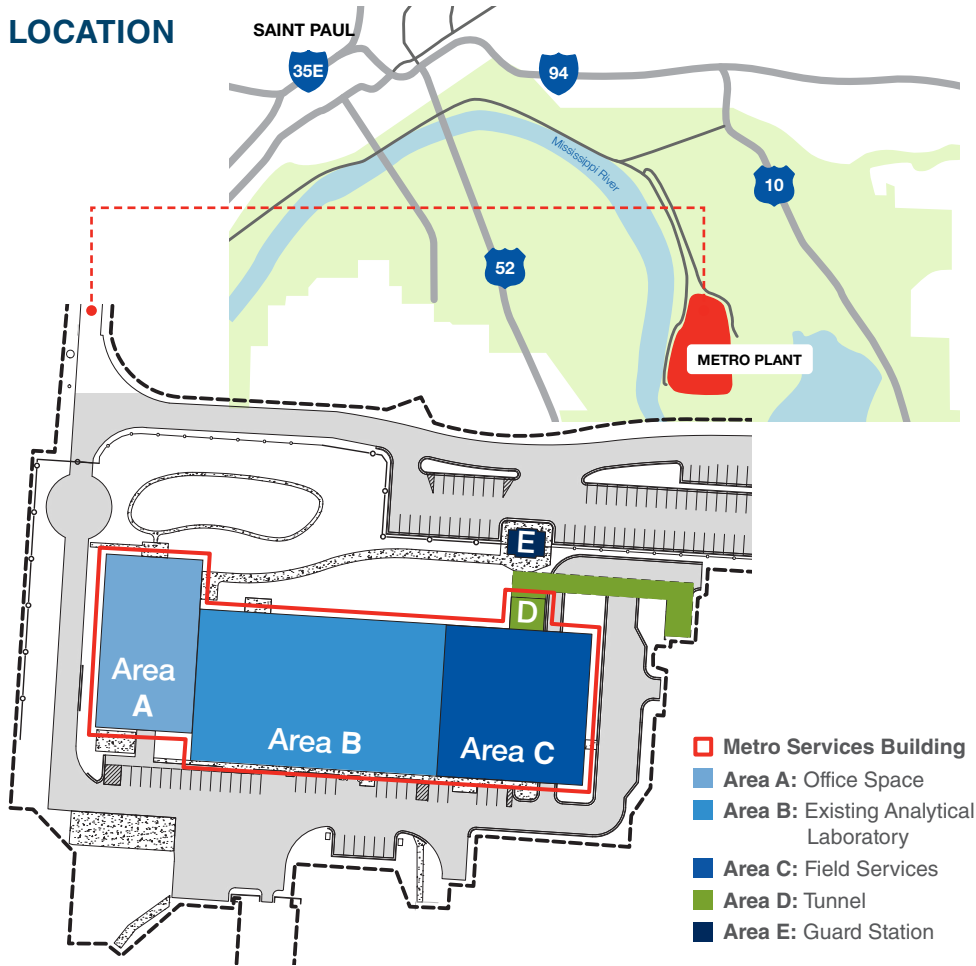 LOCATION
SAINT PAUL
35E
94
Mississippi River
10
52
METRO PLANT
E
D
Area
A
Area B
Area C
Metro Services Building
Area A: Office Space
Area B: Existing Analytical
Laboratory
Area C: Field Services
Area D: Tunnel
Area E: Guard Station